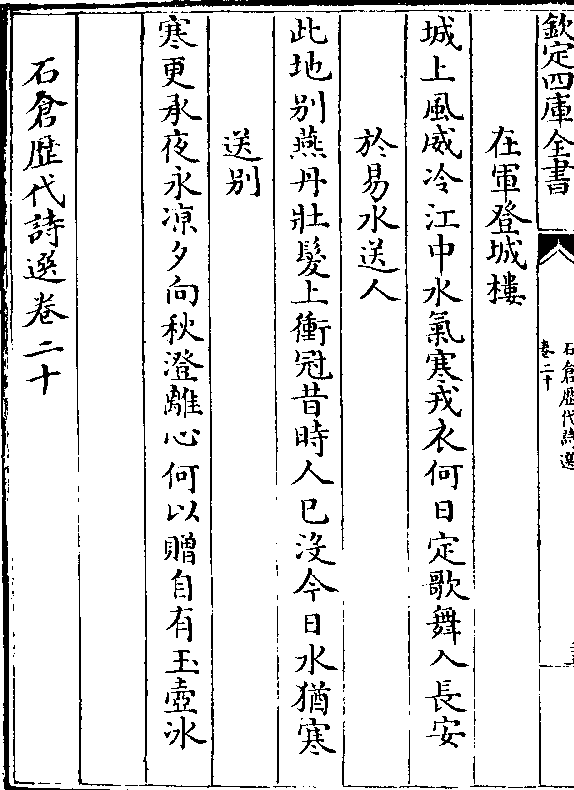 欽定四庫全書
石倉歴代詩選
卷二十
在軍登城樓
城上風威冷江中水氣寒戎衣何日定歌舞入長安
於易水送人
此地别燕丹壯髮上衝冠昔時人已沒今日水猶寒
送别
寒更承夜永凉夕向秋澄離心何以贈自有玉壺冰
石倉歴代詩選卷二十